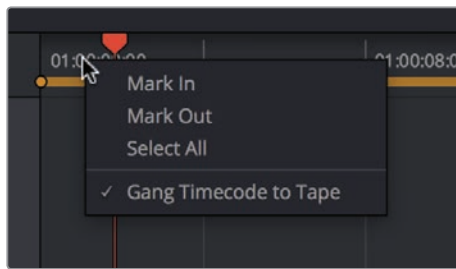 01:00:08:0
Mark In
Mark Out
Select All
✓ Gang Timecode to Tape